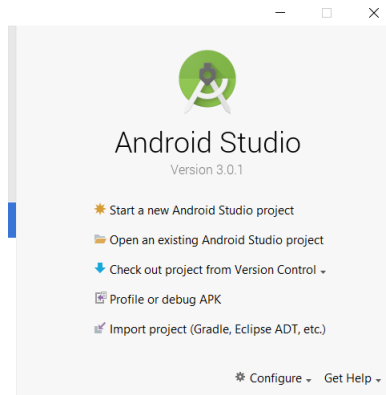 Android Studio
Version 3.0.1
Start a new Android Studio project
Open an existing Android Studio project
Check out project from Version Control
Profile or debug APK
Import project (Gradle, Eclipse ADT, etc.)
Configure Get Help